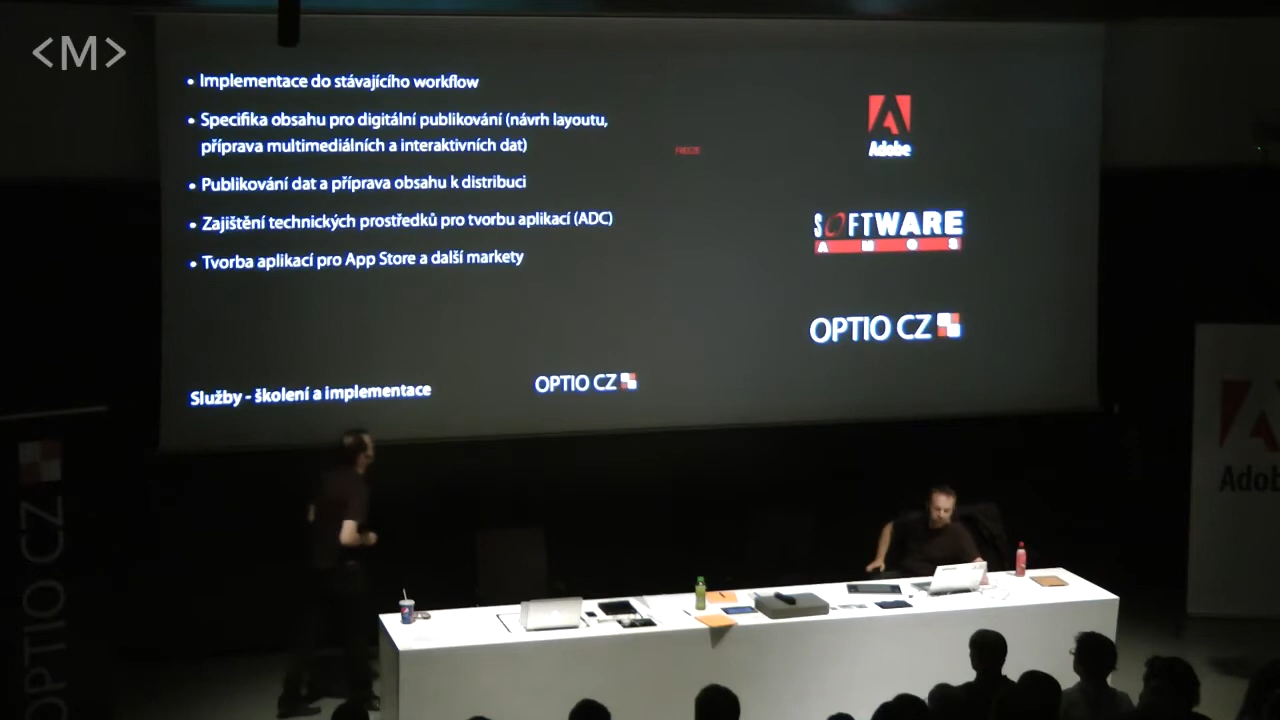 <M>
• Implementace do stávajícího workflow
• Specifika obsahu pro digitální publikování (návrh layoutu,
příprava multimediálních a interaktivních dat)
• Publikování dat a příprava obsahu k distribuci
• Zajištění technických prostředků pro tvorbu aplikací (ADC)
• Tvorba aplikací pro App Store a další markety
Služby - školení a implementace
OPTIO CZ
FREEZE
Adobe
SOFTWARE
AMOS
OPTIO CZ
OPTIO CZ
Adob